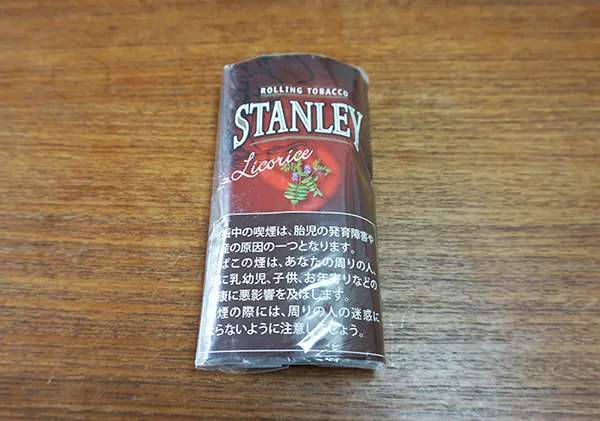 ROLLING TOBACCO
STANLEY
Licorice
中の喫煙は、胎児の発育障害や
産の原因の一つとなります。
ばこの煙は、あなたの周りの人、
に乳幼児、子供、お年寄りなどの
康に悪影響を及ぼします。
煙の際には、周りの人の迷惑に
らないように注意しましょう。